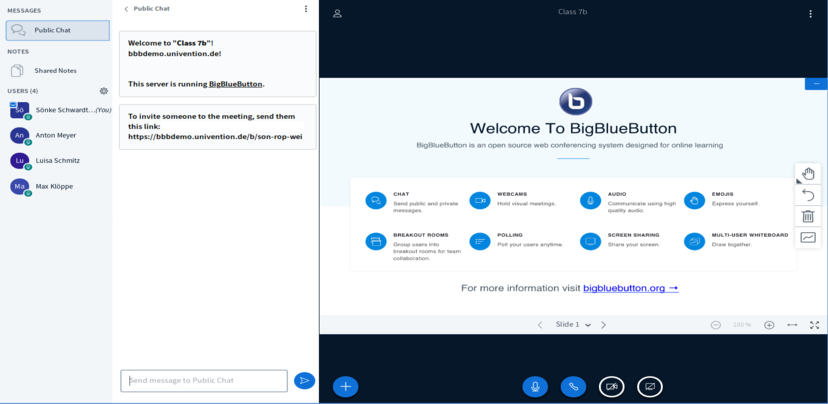 MESSAGES
Public Chat
NOTES
Shared Notes
USERS (4)
Sö Sönke Schwardt...(You)
An Anton Meyer
Lu Luisa Schmitz
Ma Max Klöppe
Public Chat
Welcome to "Class 7b"!
bbbdemo.univention.de!
This server is running BigBlueButton.
To invite someone to the meeting, send them
this link:
https://bbbdemo.univention.de/b/son-rop-wei
Send message to Public Chat
Class 7b
b
Welcome To BigBlueButton
BigBlueButton is an open source web conferencing system designed for online learning
CHAT
Send public and private
messages.
WEBCAMS
Hold visual meetings.
AUDIO
Communicate using high
quality audio.
EMOJIS
Express yourself.
BREAKOUT ROOMS
Group users into
breakout rooms for team
collaboration.
POLLING
Poll your users anytime.
SCREEN SHARING
Share your screen.
MULTI-USER WHITEBOARD
Draw together.
For more information visit bigbluebutton.org →
Slide 1
100%